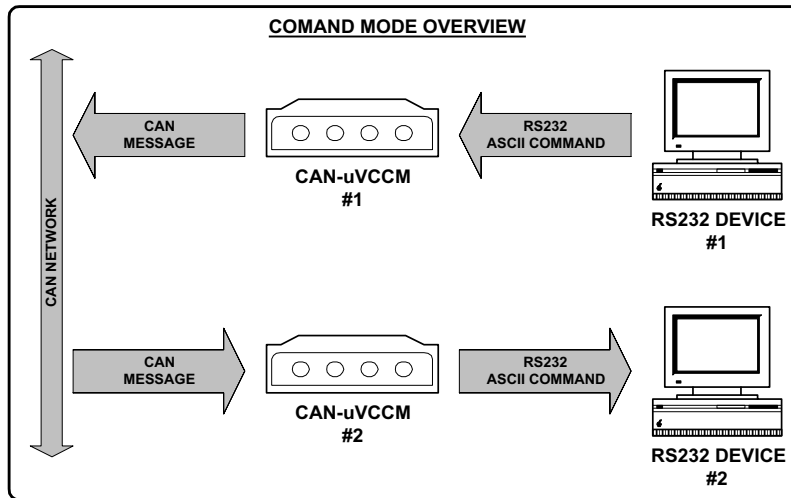 COMAND MODE OVERVIEW
CAN NETWORK
CAN
MESSAGE
CAN-uVCCM
#1
RS232
ASCII COMMAND
RS232 DEVICE
#1
CAN
MESSAGE
CAN-uVCCM
#2
RS232
ASCII COMMAND
RS232 DEVICE
#2